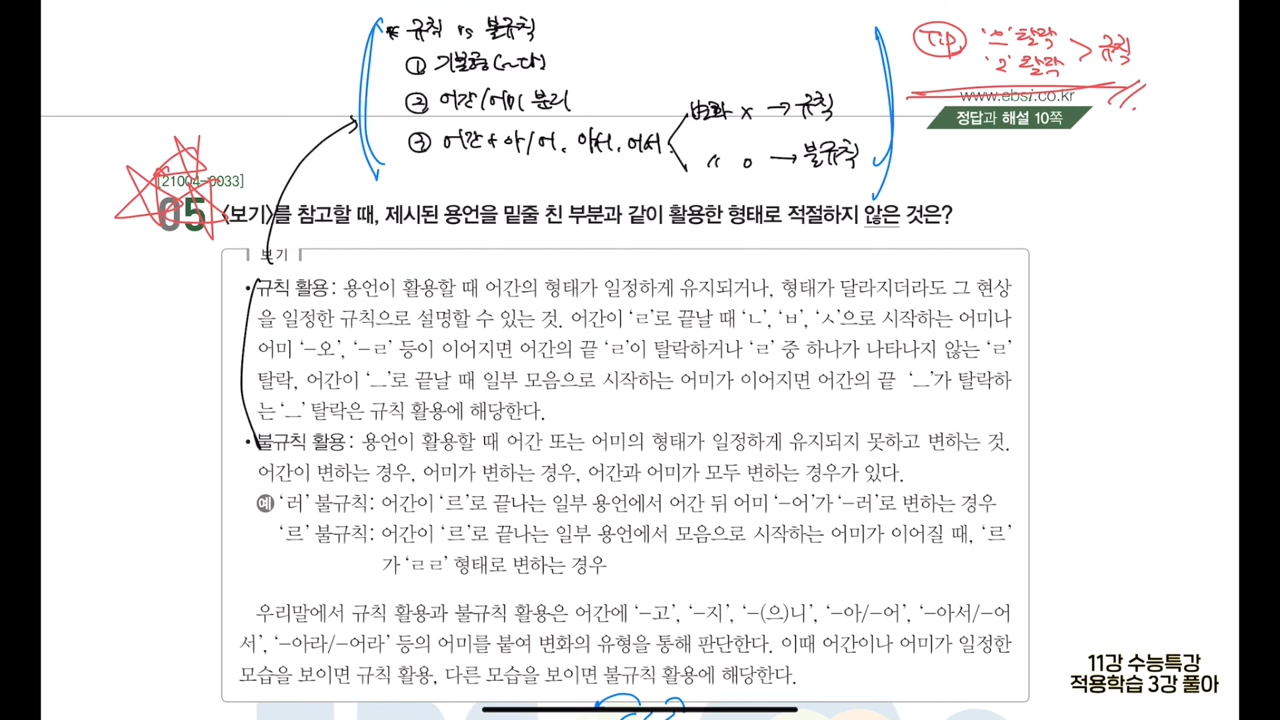 * 규칙 vs 불규칙
① 기본형(~다)
② 어간/어미 분리
③ 어간 + 아/어, 아서, 어서
변화 x → 규칙
〃 o → 불규칙
Tip 'ㅡ' 탈락
'ㄹ' 탈락 > 규칙
www.ebsi.co.kr
정답과 해설 10쪽
[21004-0033]
05 〈보기〉를 참고할 때, 제시된 용언을 밑줄 친 부분과 같이 활용한 형태로 적절하지 않은 것은?
보기
• 규칙 활용: 용언이 활용할 때 어간의 형태가 일정하게 유지되거나, 형태가 달라지더라도 그 현상
을 일정한 규칙으로 설명할 수 있는 것. 어간이 'ㄹ'로 끝날 때 'ㄴ', 'ㅂ', 'ㅅ'으로 시작하는 어미나
어미 '-오', '-ㄹ' 등이 이어지면 어간의 끝 'ㄹ'이 탈락하거나 'ㄹ' 중 하나가 나타나지 않는 'ㄹ'
탈락, 어간이 'ㅡ'로 끝날 때 일부 모음으로 시작하는 어미가 이어지면 어간의 끝 'ㅡ'가 탈락하
는 'ㅡ' 탈락은 규칙 활용에 해당한다.
• 불규칙 활용: 용언이 활용할 때 어간 또는 어미의 형태가 일정하게 유지되지 못하고 변하는 것.
어간이 변하는 경우, 어미가 변하는 경우, 어간과 어미가 모두 변하는 경우가 있다.
예 '러' 불규칙: 어간이 '르'로 끝나는 일부 용언에서 어간 뒤 어미 '-어'가 '-러'로 변하는 경우
'르' 불규칙: 어간이 '르'로 끝나는 일부 용언에서 모음으로 시작하는 어미가 이어질 때, '르'
가 'ㄹㄹ' 형태로 변하는 경우
우리말에서 규칙 활용과 불규칙 활용은 어간에 '-고', '-지', '-(으)니', '-아/-어', '-아서/-어
서', '-아라/-어라' 등의 어미를 붙여 변화의 유형을 통해 판단한다. 이때 어간이나 어미가 일정한
모습을 보이면 규칙 활용, 다른 모습을 보이면 불규칙 활용에 해당한다.
11강 수능특강
적용학습 3강 풀아